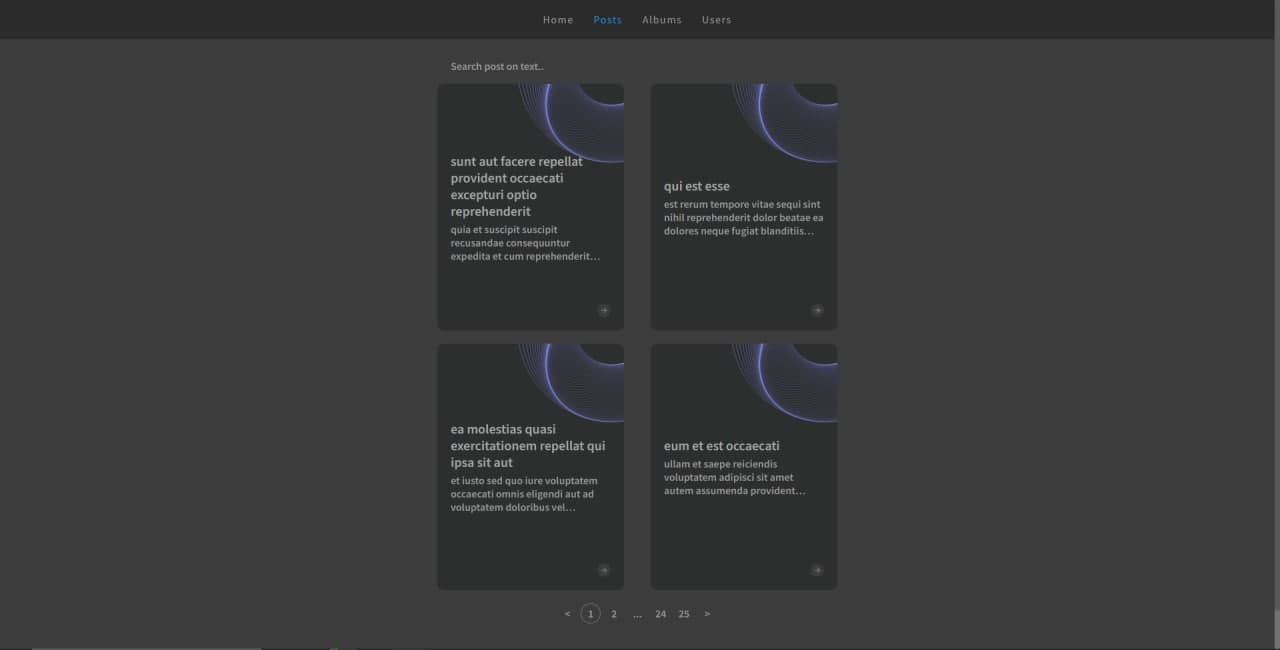 Home Posts Albums Users
Search post on text..
sunt aut facere repellat
provident occaecati
excepturi optio
reprehenderit
quia et suscipit suscipit
recusandae consequuntur
expedita et cum reprehenderit...
qui est esse
est rerum tempore vitae sequi sint
nihil reprehenderit dolor beatae ea
dolores neque fugiat blanditiis...
ea molestias quasi
exercitationem repellat qui
ipsa sit aut
et iusto sed quo iure voluptatem
occaecati omnis eligendi aut ad
voluptatem doloribus vel...
eum et est occaecati
ullam et saepe reiciendis
voluptatem adipisci sit amet
autem assumenda provident...
< 1 2 ... 24 25 >